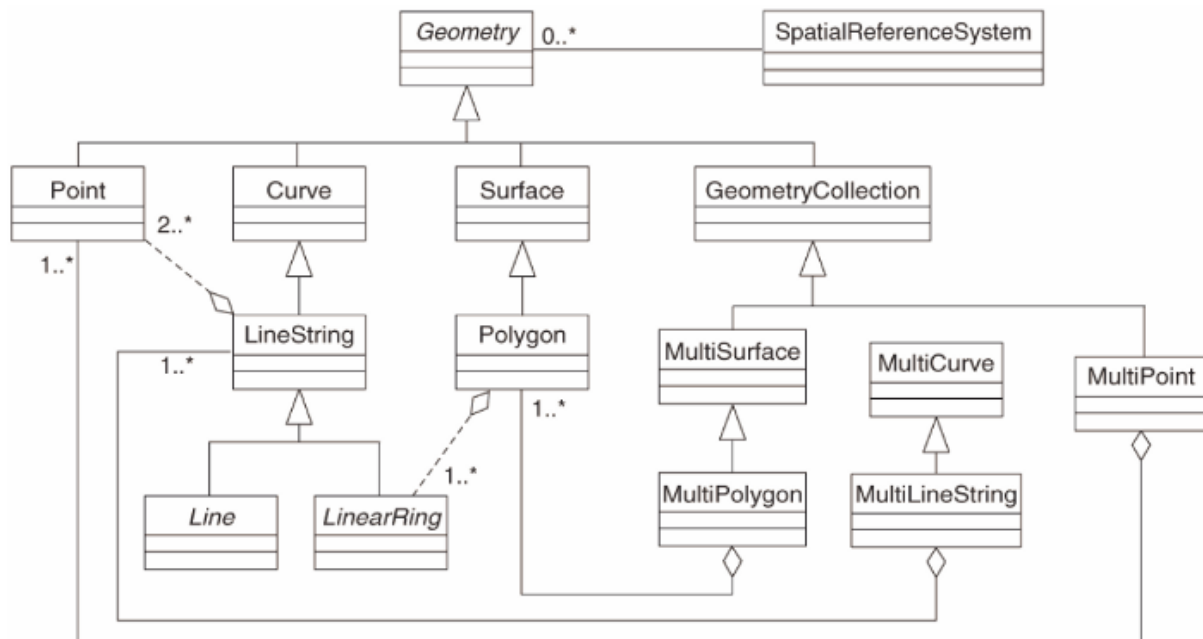 Geometry
0..*
SpatialReferenceSystem
Point
Curve
Surface
GeometryCollection
2..*
1..*
LineString
Polygon
MultiSurface
MultiCurve
MultiPoint
1..*
1..*
1..*
Line
LinearRing
MultiPolygon
MultiLineString